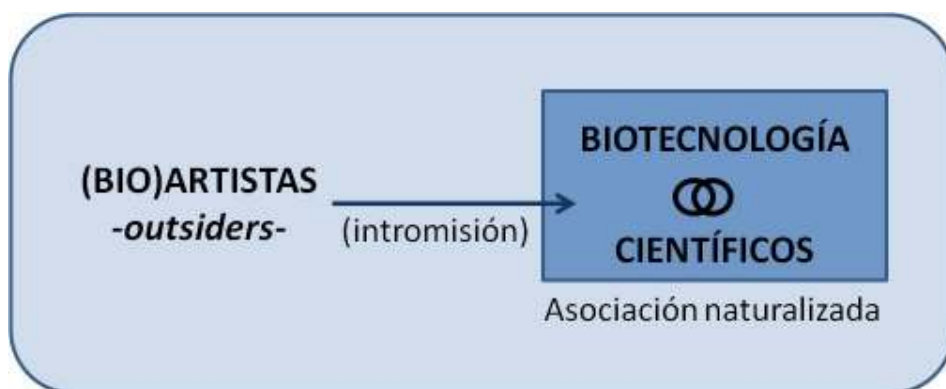 (BIO)ARTISTAS
-outsiders-
(intromisión)
BIOTECNOLOGÍA
CIENTÍFICOS
Asociación naturalizada